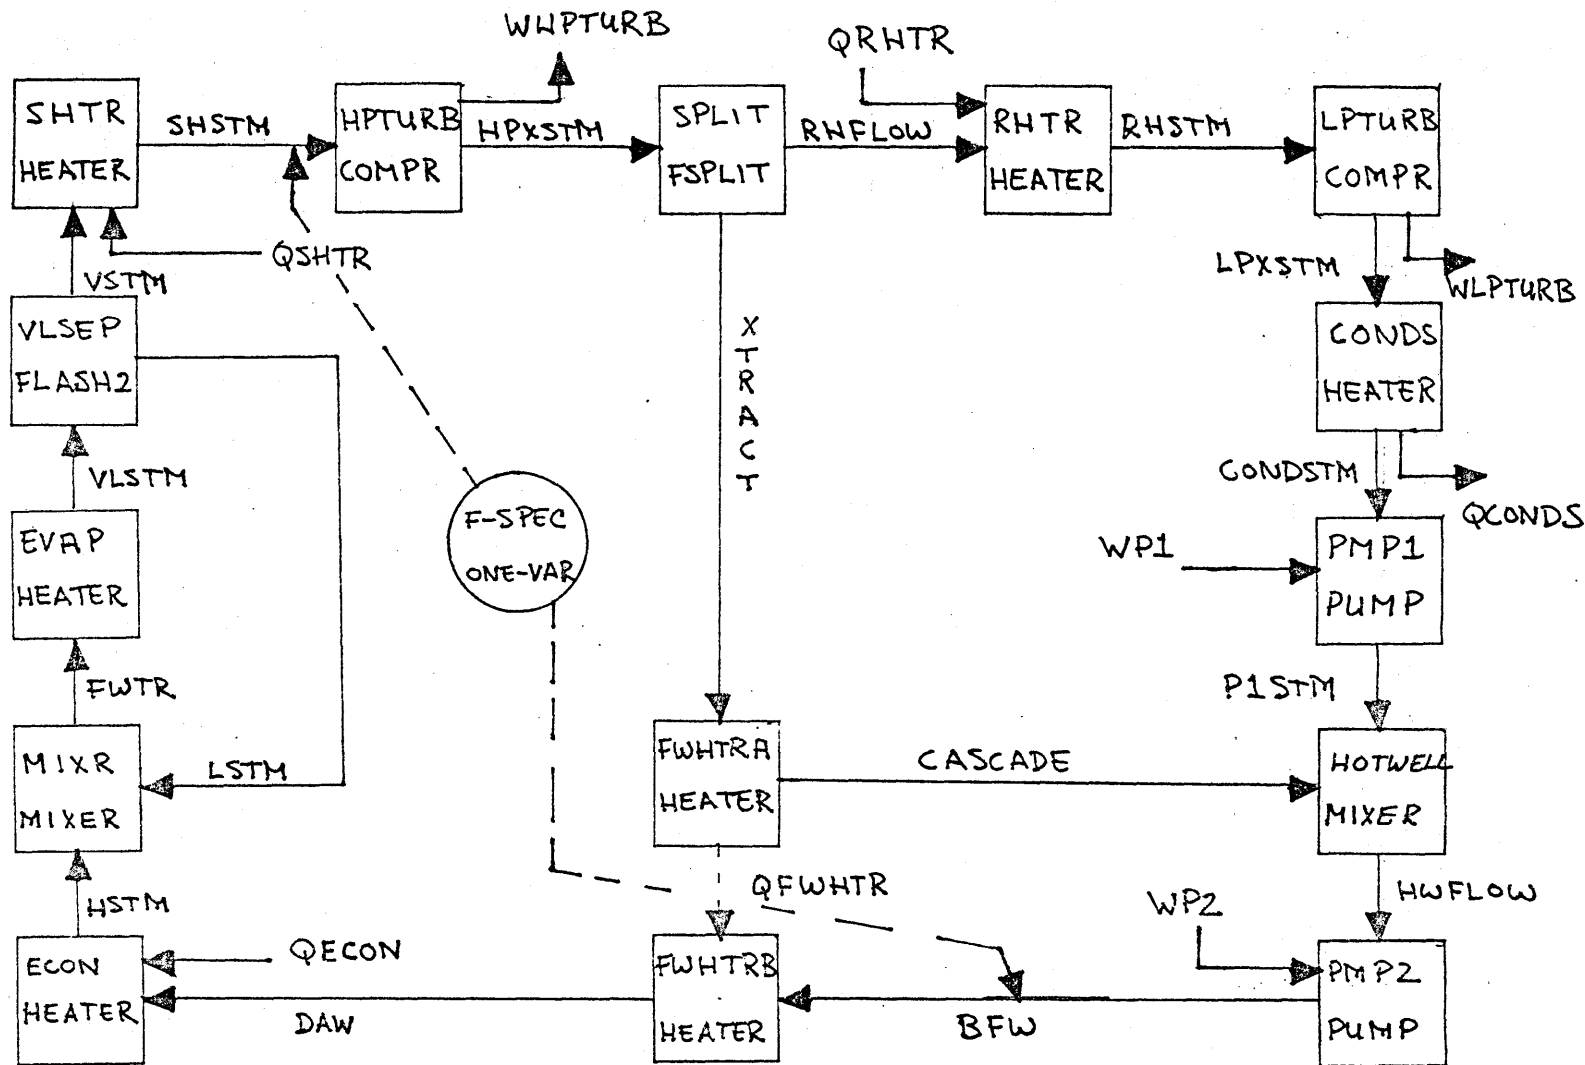 WHPTURB
QRHTR
SHTR
HEATER
SHSTM
HPTURB
COMPR
HPXSTM
SPLIT
FSPLIT
RHFLOW
RHTR
HEATER
RHSTM
LPTURB
COMPR
QSHTR
VSTM
LPXSTM
WLPTURB
VLSEP
FLASH2
XTRACT
CONDS
HEATER
VLSTM
CONDSTM
QCONDS
EVAP
HEATER
F-SPEC
ONE-VAR
WP1
PMP1
PUMP
FWTR
P1STM
MIXR
MIXER
LSTM
FWHTRA
HEATER
CASCADE
HOTWELL
MIXER
HSTM
QFWHTR
WP2
HWFLOW
ECON
HEATER
QECON
DAW
FWHTRB
HEATER
BFW
PMP2
PUMP